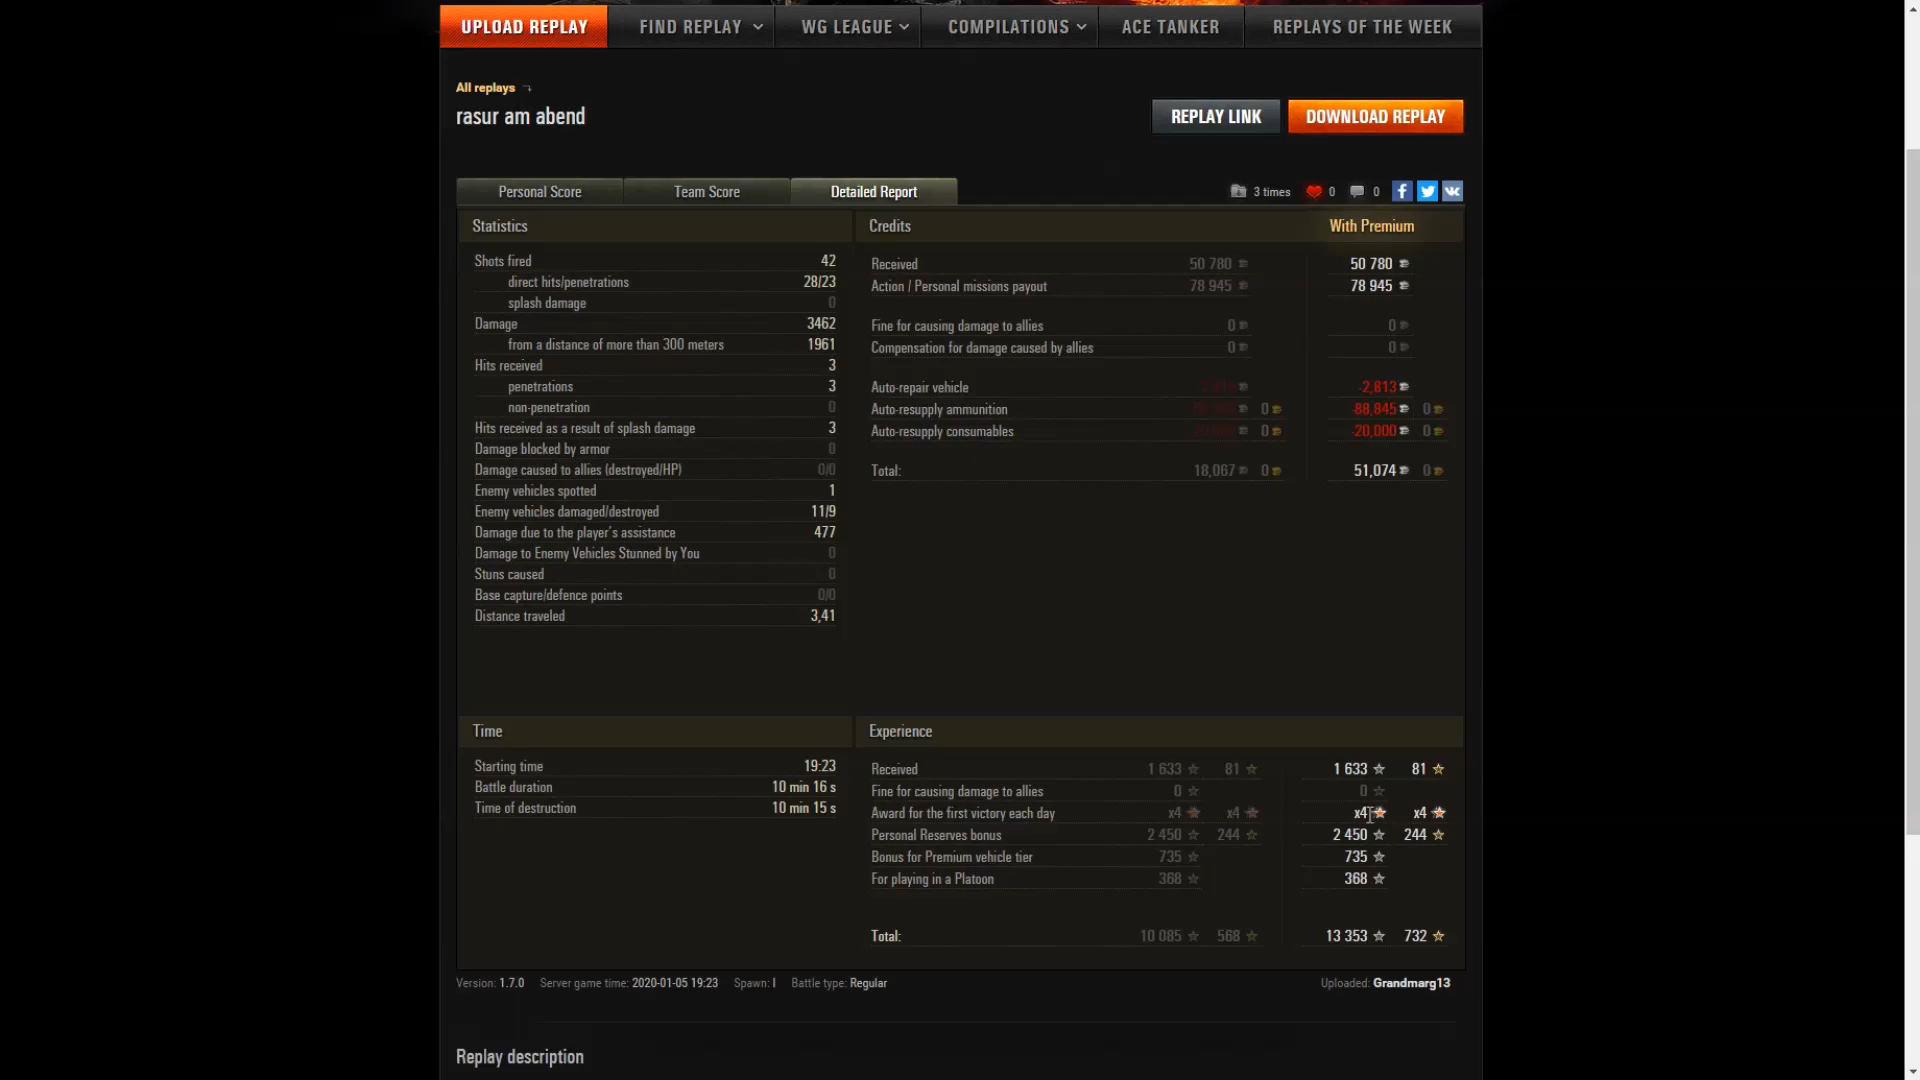 UPLOAD REPLAY FIND REPLAY WG LEAGUE COMPILATIONS ACE TANKER REPLAYS OF THE WEEK
All replays
rasur am abend
REPLAY LINK DOWNLOAD REPLAY
Personal Score Team Score Detailed Report 3 times 0 0
Statistics
Shots fired 42
direct hits/penetrations 28/23
splash damage 0
Damage 3462
from a distance of more than 300 meters 1961
Hits received 3
penetrations 3
non-penetration 0
Hits received as a result of splash damage 3
Damage blocked by armor 0
Damage caused to allies (destroyed/HP) 0/0
Enemy vehicles spotted 1
Enemy vehicles damaged/destroyed 11/9
Damage due to the player's assistance 477
Damage to Enemy Vehicles Stunned by You 0
Stuns caused 0
Base capture/defence points 0/0
Distance traveled 3,41
Credits With Premium
Received 50 780 50 780
Action / Personal missions payout 78 945 78 945
Fine for causing damage to allies 0 0
Compensation for damage caused by allies 0 0
Auto-repair vehicle -2,813
Auto-resupply ammunition 0 -88,845 0
Auto-resupply consumables 0 -20,000 0
Total: 18,067 0 51,074 0
Time
Starting time 19:23
Battle duration 10 min 16 s
Time of destruction 10 min 15 s
Experience
Received 1 633 81 1 633 81
Fine for causing damage to allies 0 0
Award for the first victory each day x4 x4 x4 x4
Personal Reserves bonus 2 450 244 2 450 244
Bonus for Premium vehicle tier 735 735
For playing in a Platoon 368 368
Total: 10 085 568 13 353 732
Version: 1.7.0 Server game time: 2020-01-05 19:23 Spawn: I Battle type: Regular Uploaded: Grandmarg13
Replay description